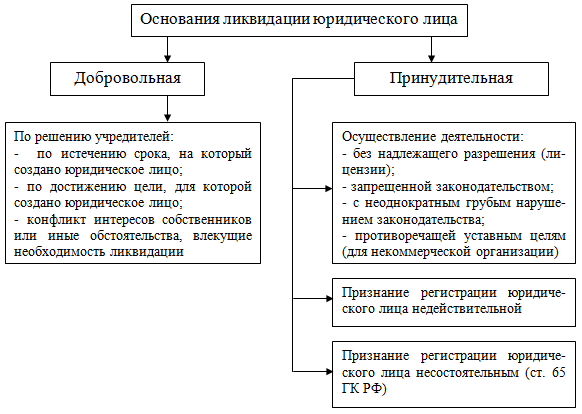 Основания ликвидации юридического лица
Добровольная
Принудительная
По решению учредителей:
- по истечению срока, на который
создано юридическое лицо;
- по достижению цели, для которой
создано юридическое лицо;
- конфликт интересов собственников
или иные обстоятельства, влекущие
необходимость ликвидации
Осуществление деятельности:
- без надлежащего разрешения (ли-
цензии);
- запрещенной законодательством;
- с неоднократным грубым наруше-
нием законодательства;
- противоречащей уставным целям
(для некоммерческой организации)
Признание регистрации юридиче-
ского лица недействительной
Признание регистрации юридиче-
ского лица несостоятельным (ст. 65
ГК РФ)